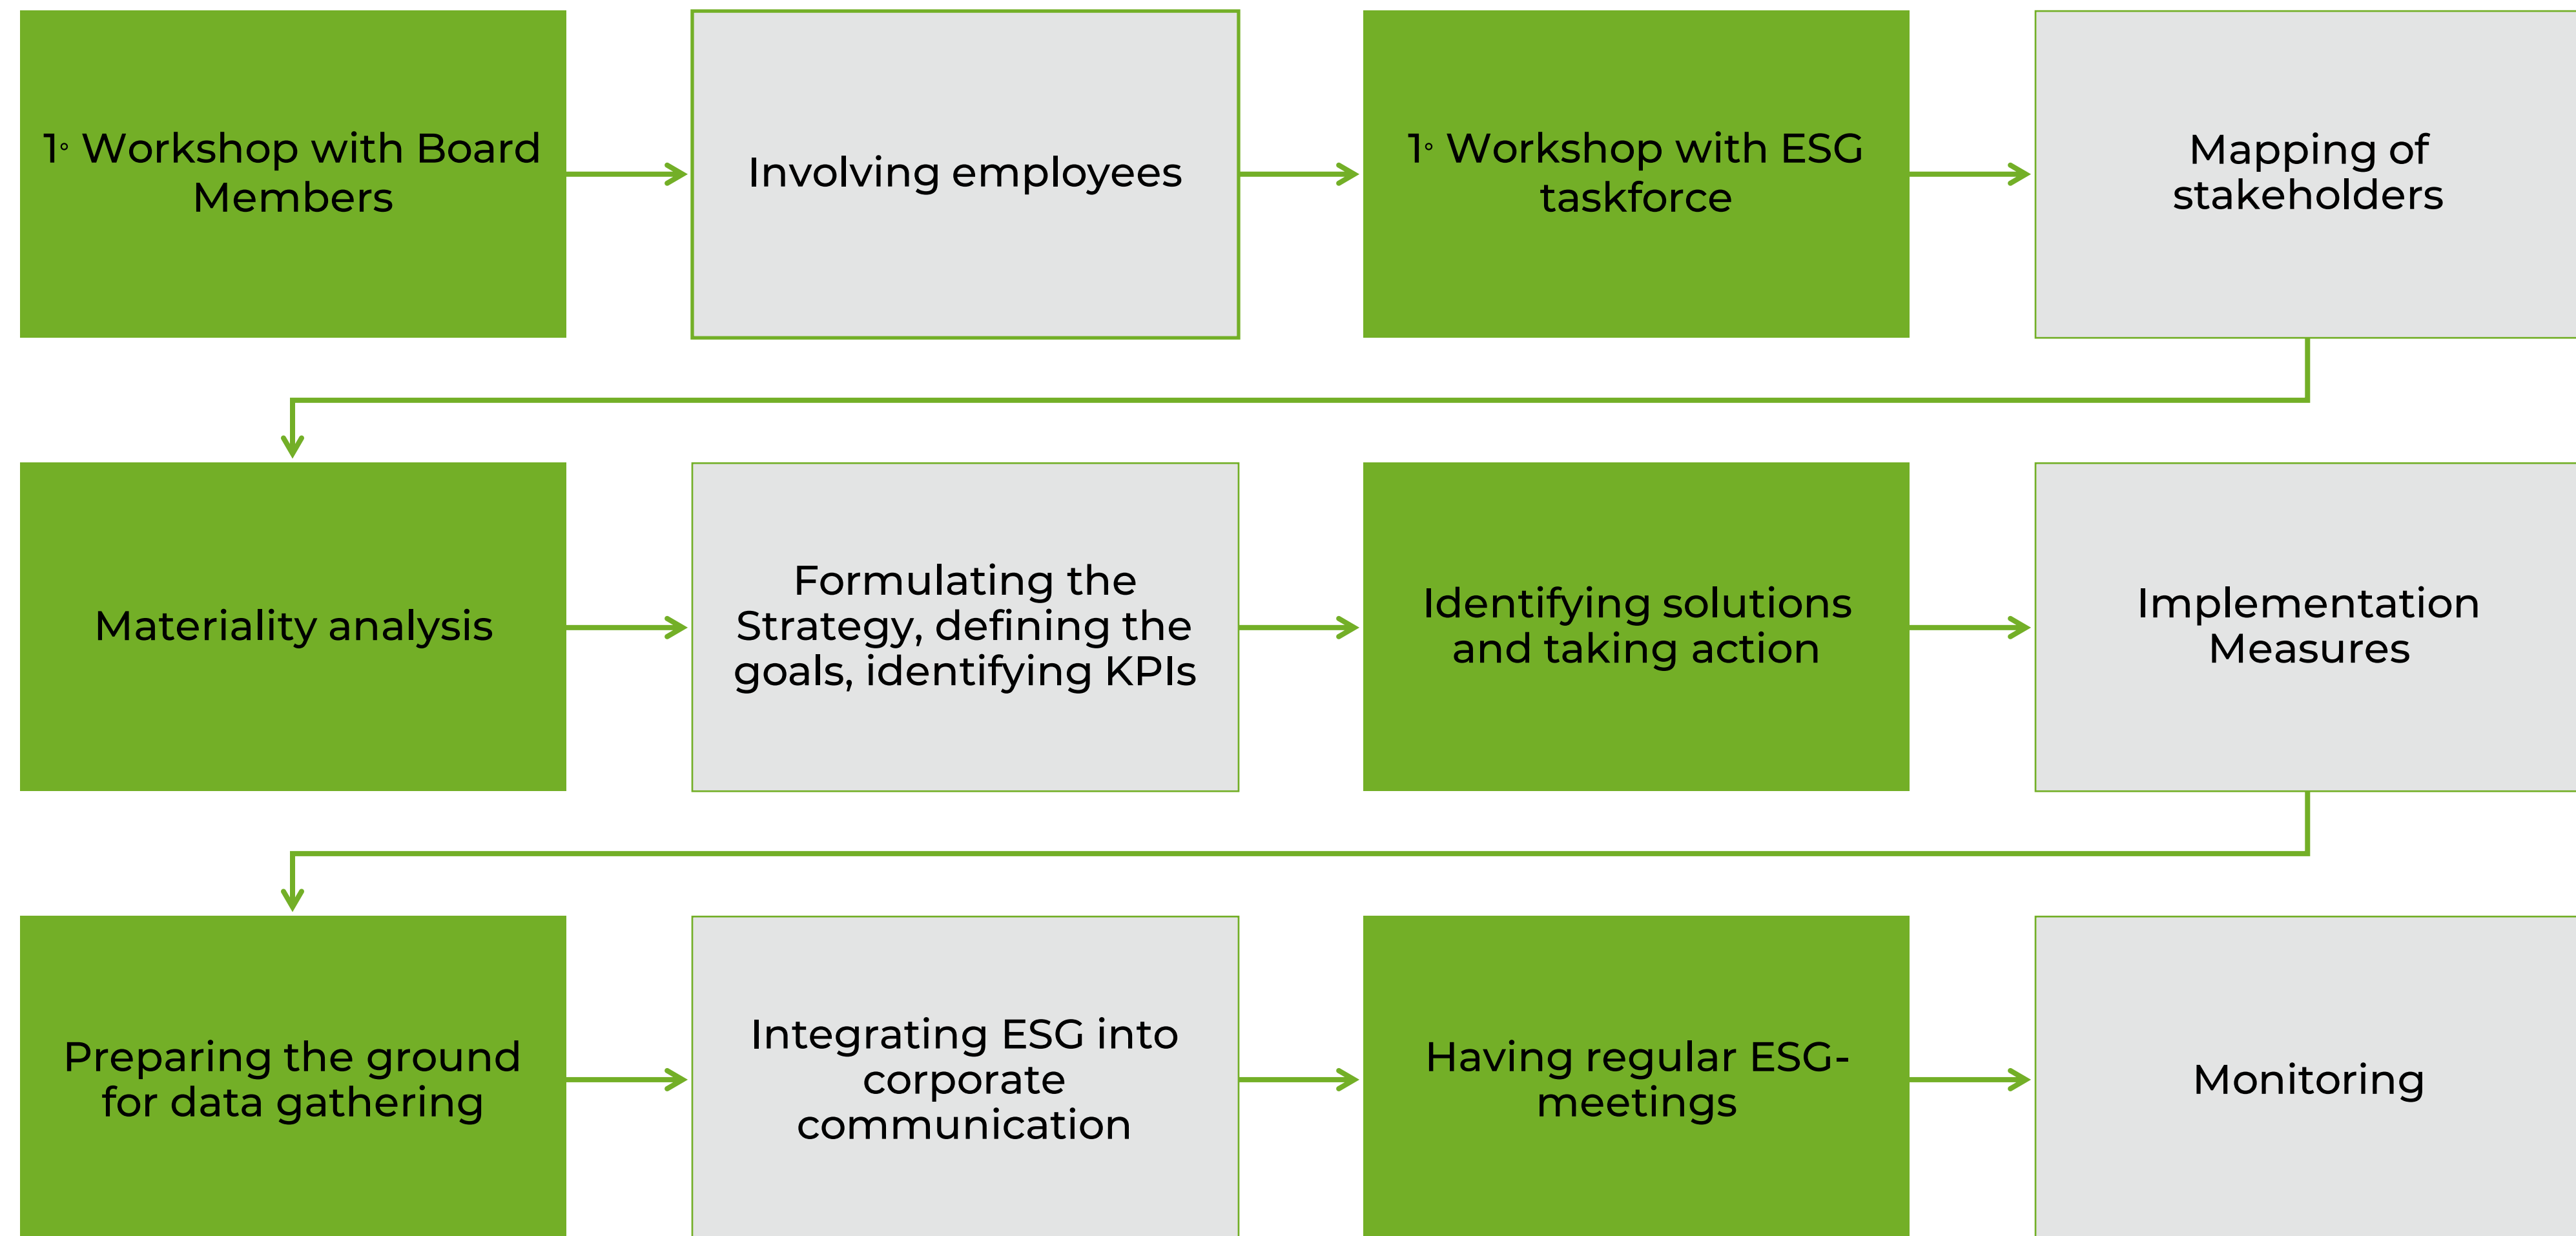 1° Workshop with Board
Members
Involving employees
1° Workshop with ESG
taskforce
Mapping of
stakeholders
Materiality analysis
Formulating the
Strategy, defining the
goals, identifying KPIs
Identifying solutions
and taking action
Implementation
Measures
Preparing the ground
for data gathering
Integrating ESG into
corporate
communication
Having regular ESG-
meetings
Monitoring